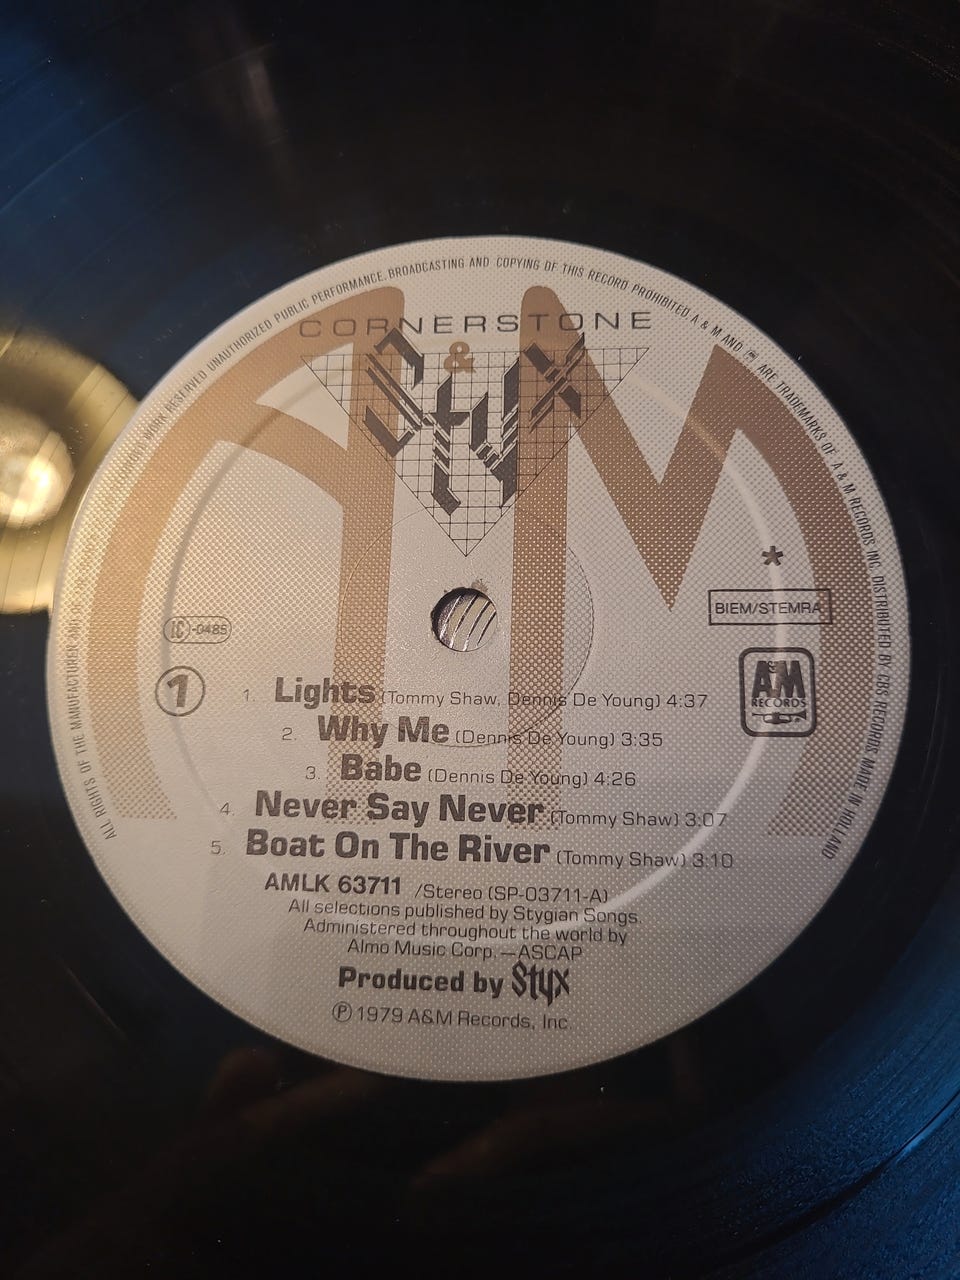 ALL RIGHTS OF THE MANUFACTURER AND OF THE OWNER OF THE RECORDED WORK RESERVED UNAUTHORIZED PUBLIC PERFORMANCE, BROADCASTING AND COPYING OF THIS RECORD PROHIBITED A & M AND ARE TRADEMARKS OF A & M RECORDS INC. DISTRIBUTED BY CBS RECORDS MADE IN HOLLAND
CORNERSTONE
A&M
Styx
*
BIEM/STEMRA
LC-0485
1
A&M
RECORDS
1. Lights (Tommy Shaw, Dennis De Young) 4:37
2. Why Me (Dennis De Young) 3:35
3. Babe (Dennis De Young) 4:26
4. Never Say Never (Tommy Shaw) 3:07
5. Boat On The River (Tommy Shaw) 3:10
AMLK 63711 /Stereo (SP-03711-A)
All selections published by Stygian Songs.
Administered throughout the world by
Almo Music Corp.—ASCAP
Produced by Styx
℗ 1979 A&M Records, Inc.